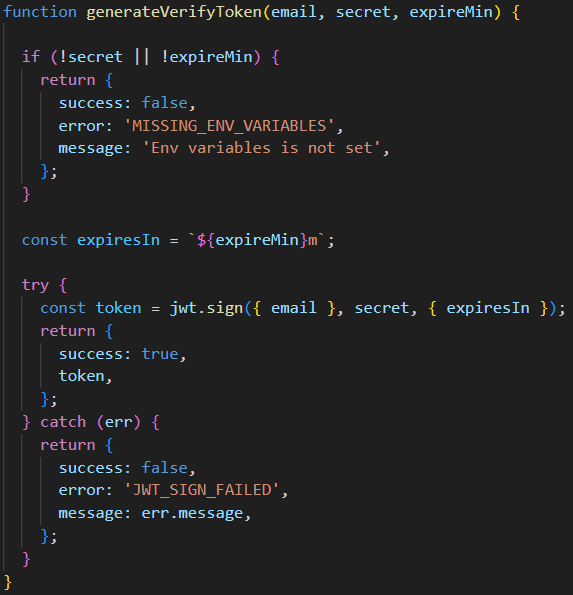 function generateVerifyToken(email, secret, expireMin) {
if (!secret || !expireMin) {
return {
success: false,
error: 'MISSING_ENV_VARIABLES',
message: 'Env variables is not set',
};
}
const expiresIn = `${expireMin}m`;
try {
const token = jwt.sign({ email }, secret, { expiresIn });
return {
success: true,
token,
};
} catch (err) {
return {
success: false,
error: 'JWT_SIGN_FAILED',
message: err.message,
};
}
}